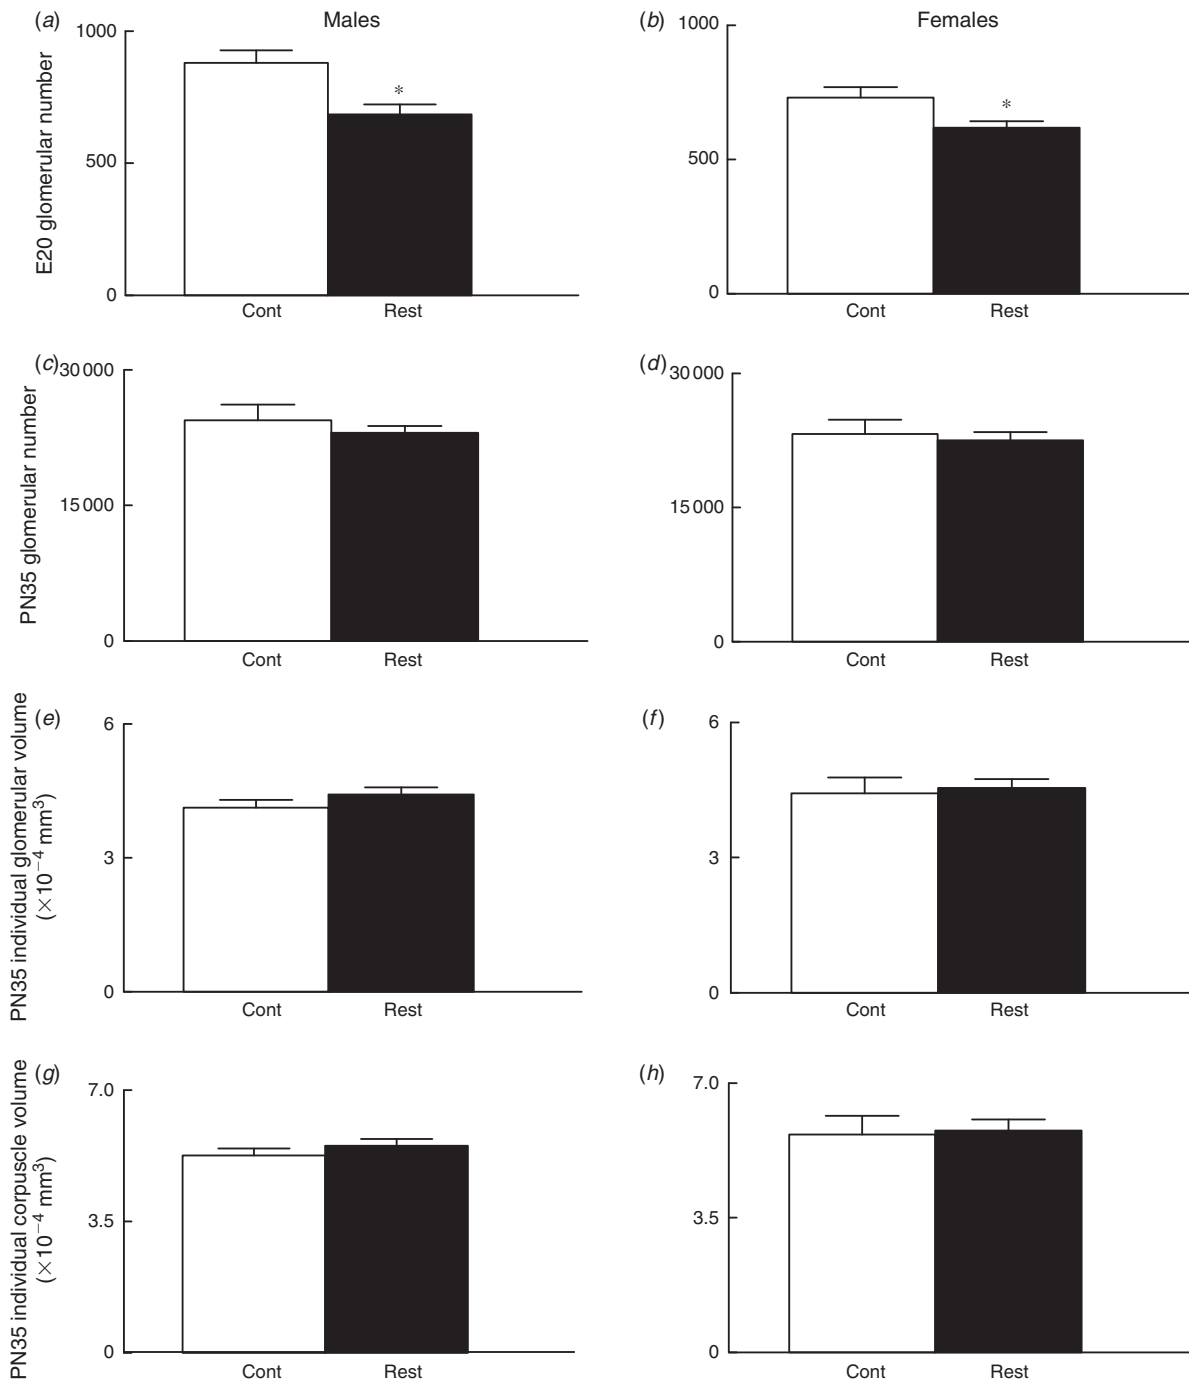 (a) Males
1000
500
0
E20 glomerular number
*
Cont Rest
(b) Females
1000
500
0
*
Cont Rest
(c)
30 000
15 000
0
PN35 glomerular number
Cont Rest
(d)
30 000
15 000
0
Cont Rest
(e)
6
3
0
PN35 individual glomerular volume
(×10⁻⁴ mm³)
Cont Rest
(f)
6
3
0
Cont Rest
(g)
7.0
3.5
0
PN35 individual corpuscle volume
(×10⁻⁴ mm³)
Cont Rest
(h)
7.0
3.5
0
Cont Rest